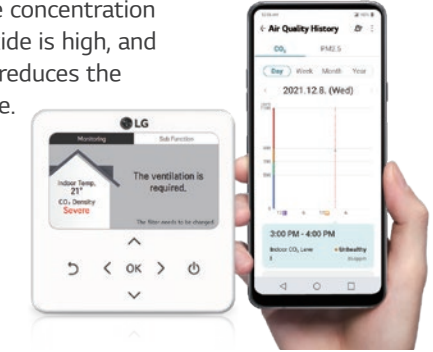 e concentration
ide is high, and
reduces the
e.
LG
Monitoring
Sub Function
Indoor Temp.
21°
CO₂ Density
Severe
The ventilation is
required.
The filter needs to be changed
OK
Air Quality History
CO₂
PM2.5
Day
Week
Month
Year
2021.12.8. (Wed)
3:00 PM - 4:00 PM
Indoor CO₂ Leve
l
Unhealthy